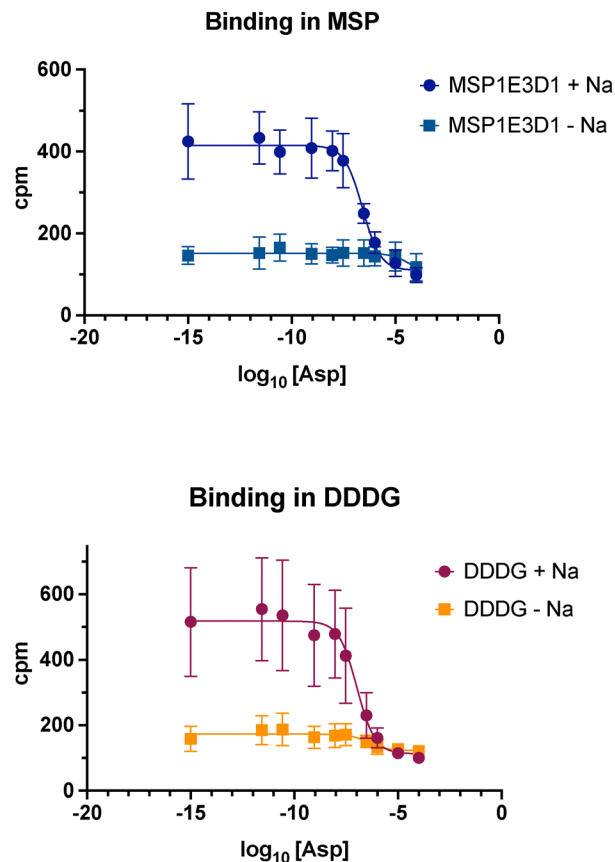 Binding in MSP
600
400
200
0
cpm
-20
-15
-10
-5
0
log₁₀ [Asp]
MSP1E3D1 + Na
MSP1E3D1 - Na
Binding in DDDG
600
400
200
0
cpm
-20
-15
-10
-5
0
log₁₀ [Asp]
DDDG + Na
DDDG - Na